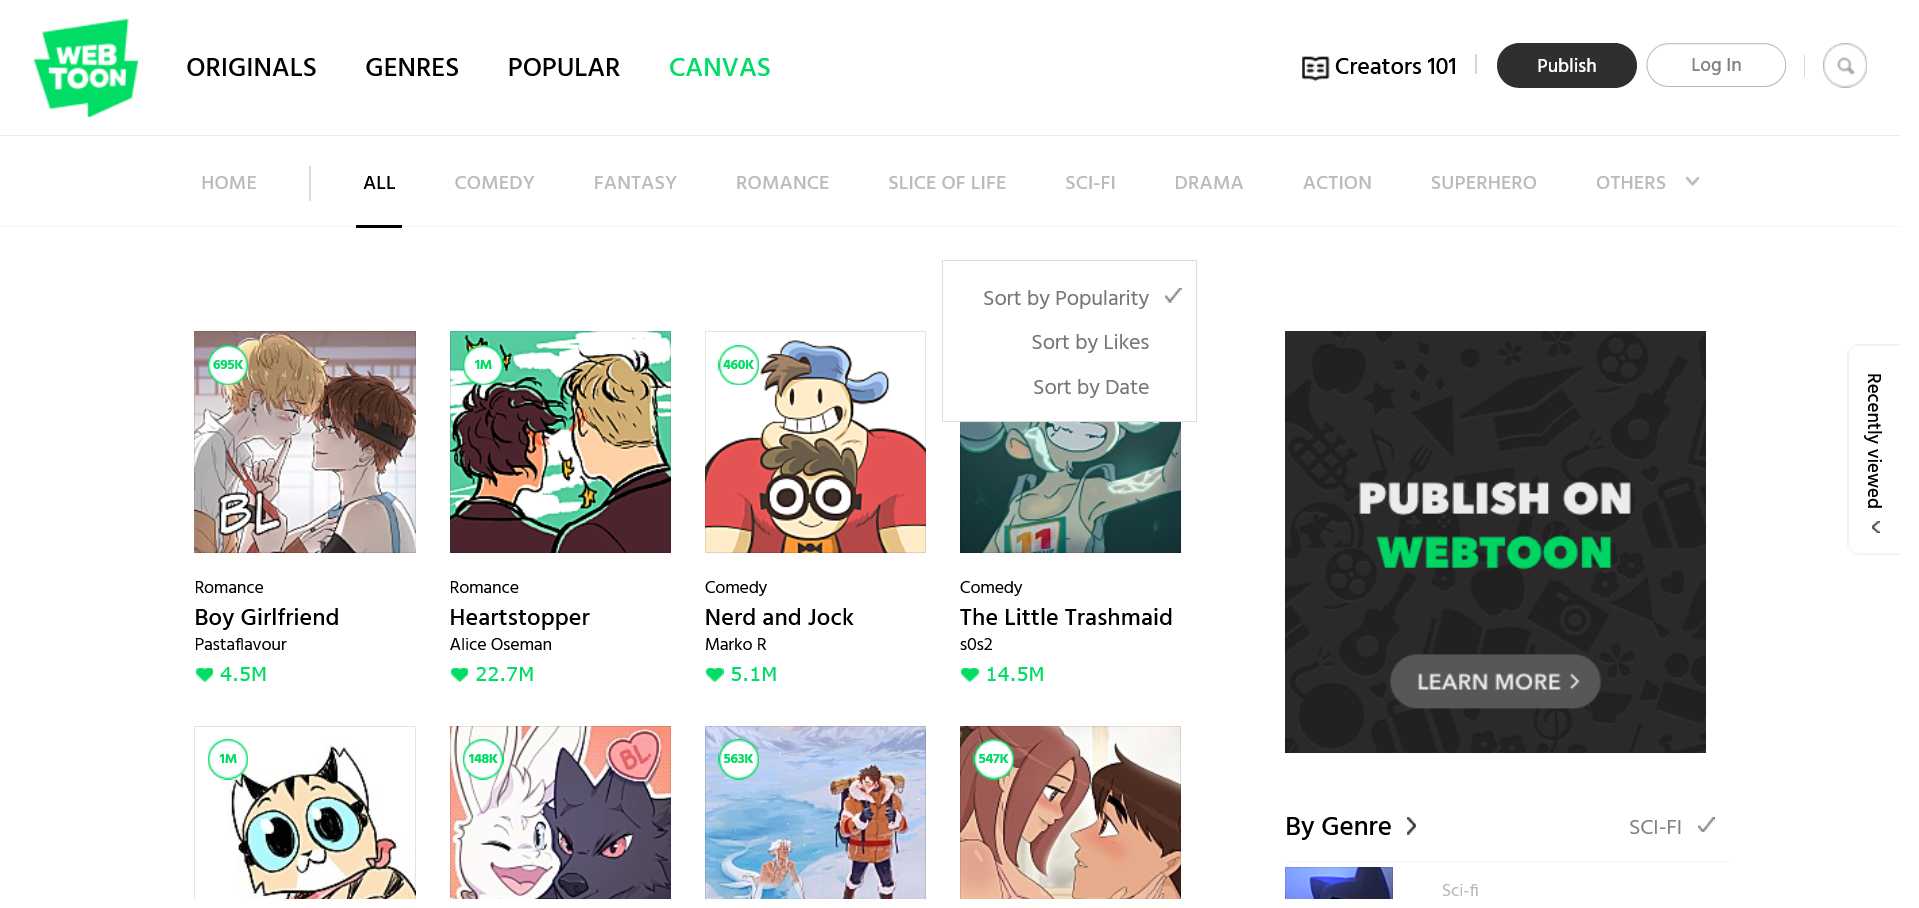 WEB
TOON
ORIGINALS
GENRES
POPULAR
CANVAS
Creators 101
Publish
Log In
HOME
ALL
COMEDY
FANTASY
ROMANCE
SLICE OF LIFE
SCI-FI
DRAMA
ACTION
SUPERHERO
OTHERS
Sort by Popularity
Sort by Likes
Sort by Date
695K
BL
Romance
Boy Girlfriend
Pastaflavour
4.5M
1M
Romance
Heartstopper
Alice Oseman
22.7M
460K
Comedy
Nerd and Jock
Marko R
5.1M
11
Comedy
The Little Trashmaid
s0s2
14.5M
1M
148K
BL
563K
547K
PUBLISH ON
WEBTOON
LEARN MORE >
Recently viewed
By Genre
SCI-FI
Sci-fi